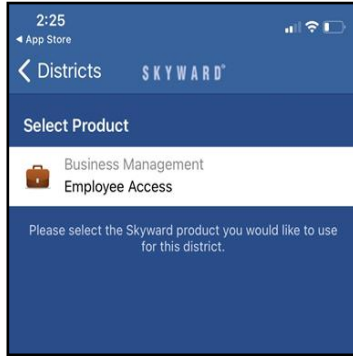 2:25
◀ App Store
Districts SKYWARD®
Select Product
Business Management
Employee Access
Please select the Skyward product you would like to use
for this district.